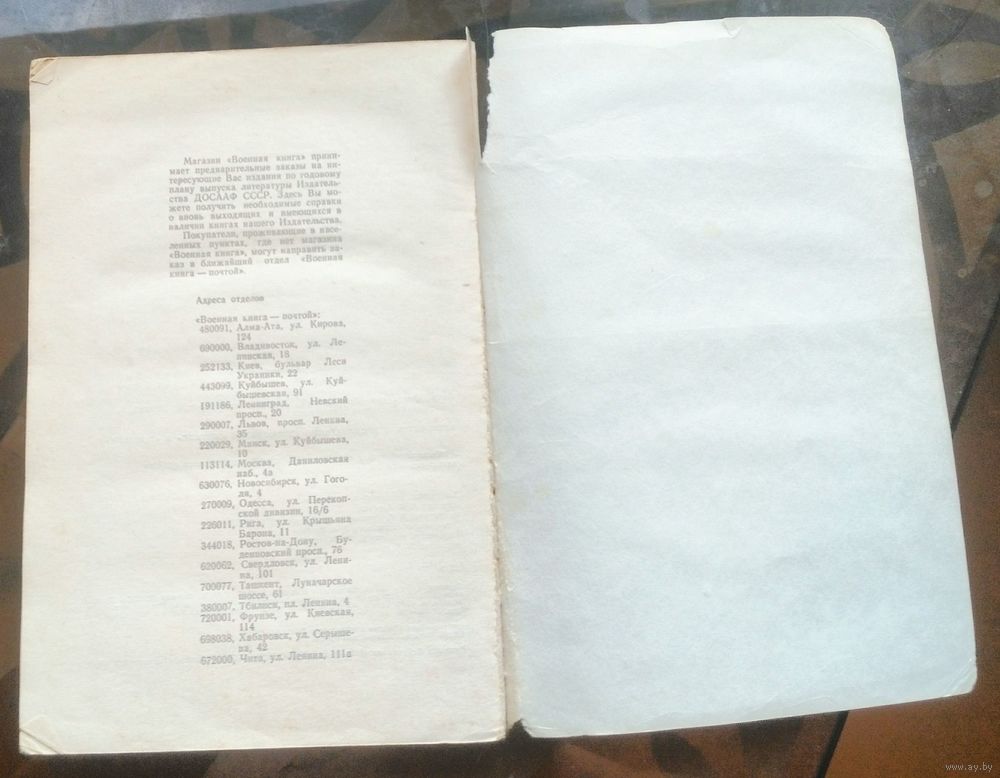 Магазин «Военная книга» прини-
мает предварительные заказы на ин-
тересующие Вас издания по годовому
плану выпуска литературы Издатель-
ства ДОСААФ СССР. Здесь Вы мо-
жете получить необходимые справки
о вновь выходящих и имеющихся в
наличии книгах нашего Издательства.
Покупатели, проживающие в насе-
ленных пунктах, где нет магазина
«Военная книга», могут направить за-
каз в ближайший отдел «Военная
книга — почтой».
Адреса отделов
«Военная книга — почтой»:
480091, Алма-Ата, ул. Кирова,
124
690000, Владивосток, ул. Ле-
нинская, 18
252133, Киев, бульвар Леси
Украинки, 22
443099, Куйбышев, ул. Куй-
бышевская, 91
191186, Ленинград, Невский
просп., 20
290007, Львов, просп. Ленина,
35
220029, Минск, ул. Куйбышева,
10
113114, Москва, Даниловская
наб., 4а
630076, Новосибирск, ул. Гого-
ля, 4
270009, Одесса, ул. Перекоп-
ской дивизии, 16/6
226011, Рига, ул. Крышьяна
Барона, 11
344018, Ростов-на-Дону, Бу-
денновский просп., 76
620062, Свердловск, ул. Лени-
на, 101
700077, Ташкент, Луначарское
шоссе, 61
380007, Тбилиси, пл. Ленина, 4
720001, Фрунзе, ул. Киевская,
114
698038, Хабаровск, ул. Серыше-
ва, 42
672000, Чита, ул. Ленина, 111а
www.ay.by